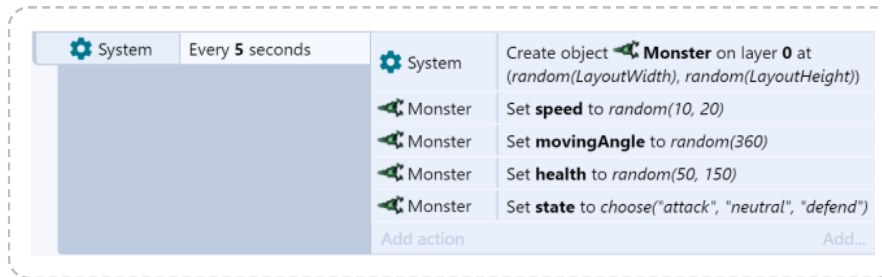 System Every 5 seconds
System Create object Monster on layer 0 at
(random(LayoutWidth), random(LayoutHeight))
Monster Set speed to random(10, 20)
Monster Set movingAngle to random(360)
Monster Set health to random(50, 150)
Monster Set state to choose("attack", "neutral", "defend")
Add action Add...